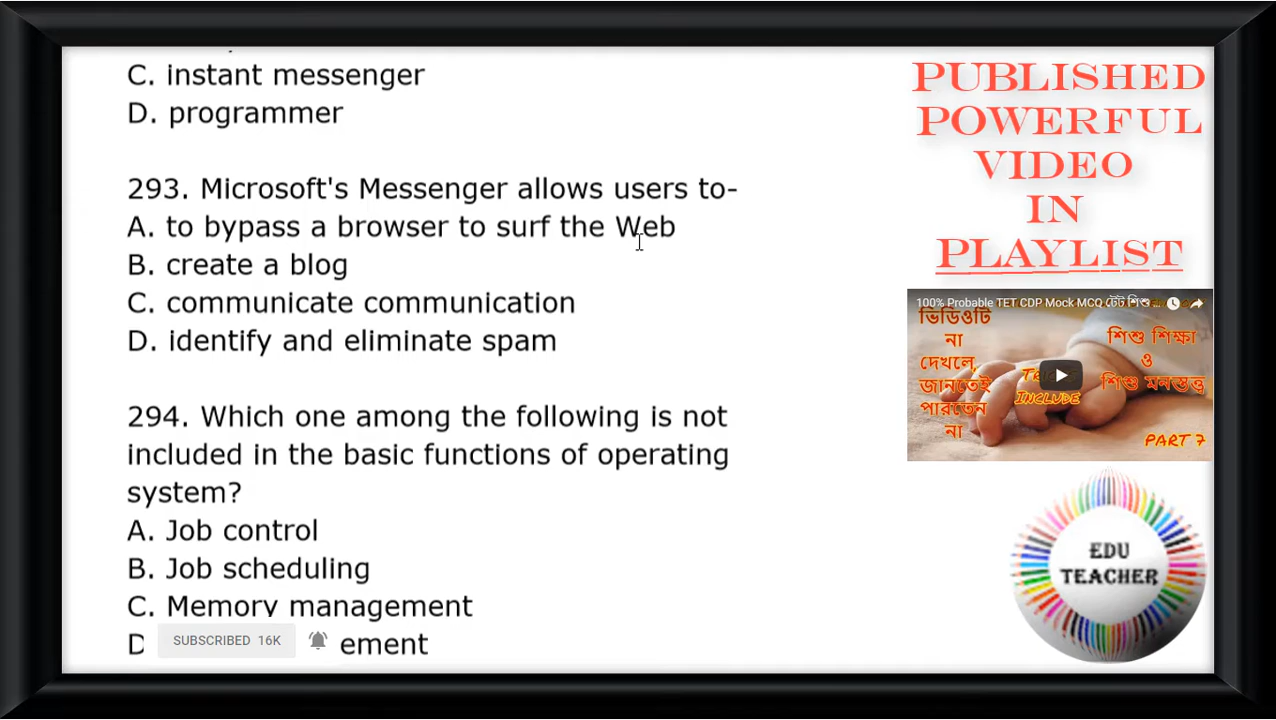 C. instant messenger
D. programmer
293. Microsoft's Messenger allows users to-
A. to bypass a browser to surf the Web
B. create a blog
C. communicate communication
D. identify and eliminate spam
294. Which one among the following is not
included in the basic functions of operating
system?
A. Job control
B. Job scheduling
C. Memory management
D ement
SUBSCRIBED 16K
PUBLISHED
POWERFUL
VIDEO
IN
PLAYLIST
100% Probable TET CDP Mock MCQ টেট শিশু ...
ভিডিওটি
না
দেখলে,
জানতেই
পারতেন
না
শিশু শিক্ষা
ও
শিশু মনস্তত্ত্ব
INCLUDE
PART 7
EDU
TEACHER